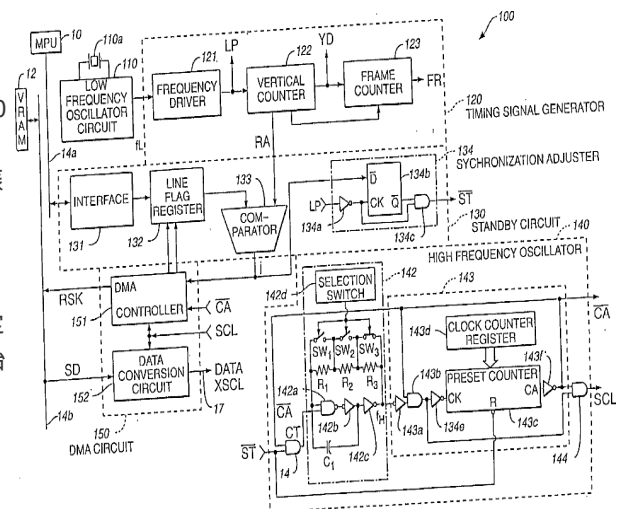 MPU
10
12
VRAM
110a
110
LOW FREQUENCY OSCILLATOR CIRCUIT
14a
fL
121
FREQUENCY DRIVER
LP
122
VERTICAL COUNTER
YD
123
FRAME COUNTER
FR
100
120
TIMING SIGNAL GENERATOR
RA
INTERFACE
131
LINE FLAG REGISTER
132
133
COM-PARATOR
134
SYCHRONIZATION ADJUSTER
D
134b
LP
CK
Q
134a
134c
ST
130
STANDBY CIRCUIT
140
HIGH FREQUENCY OSCILLATOR
RSK
DMA CONTROLLER
151
CA
SCL
SD
DATA CONVERSION CIRCUIT
152
DATA
XSCL
17
14b
150
DMA CIRCUIT
142d
SELECTION SWITCH
142
SW1
SW2
SW3
R1
R2
R3
142a
CA
CT
142b
142c
C1
fH
14
ST
143
CA
143d
CLOCK COUNTER REGISTER
143b
143f
PRESET COUNTER
CK
CA
R
143a
134e
143c
SCL
144